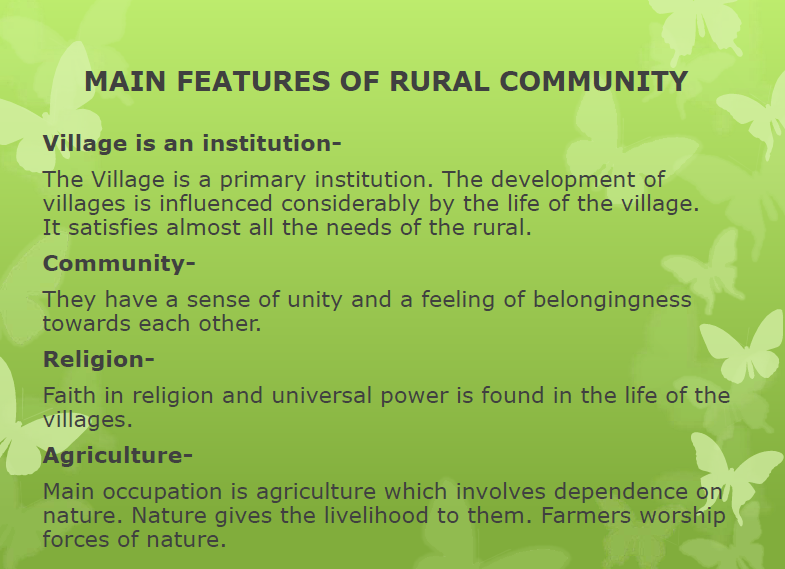 MAIN FEATURES OF RURAL COMMUNITY
Village is an institution-
The Village is a primary institution. The development of
villages is influenced considerably by the life of the village.
It satisfies almost all the needs of the rural.
Community-
They have a sense of unity and a feeling of belongingness
towards each other.
Religion-
Faith in religion and universal power is found in the life of the
villages.
Agriculture-
Main occupation is agriculture which involves dependence on
nature. Nature gives the livelihood to them. Farmers worship
forces of nature.